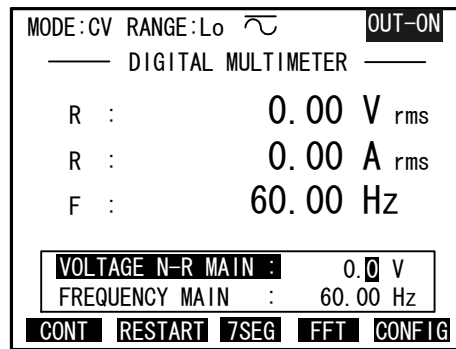 MODE:CV RANGE:Lo OUT-ON
DIGITAL MULTIMETER
R : 0.00 V rms
R : 0.00 A rms
F : 60.00 Hz
VOLTAGE N-R MAIN : 0.0 V
FREQUENCY MAIN : 60.00 Hz
CONT RESTART 7SEG FFT CONFIG